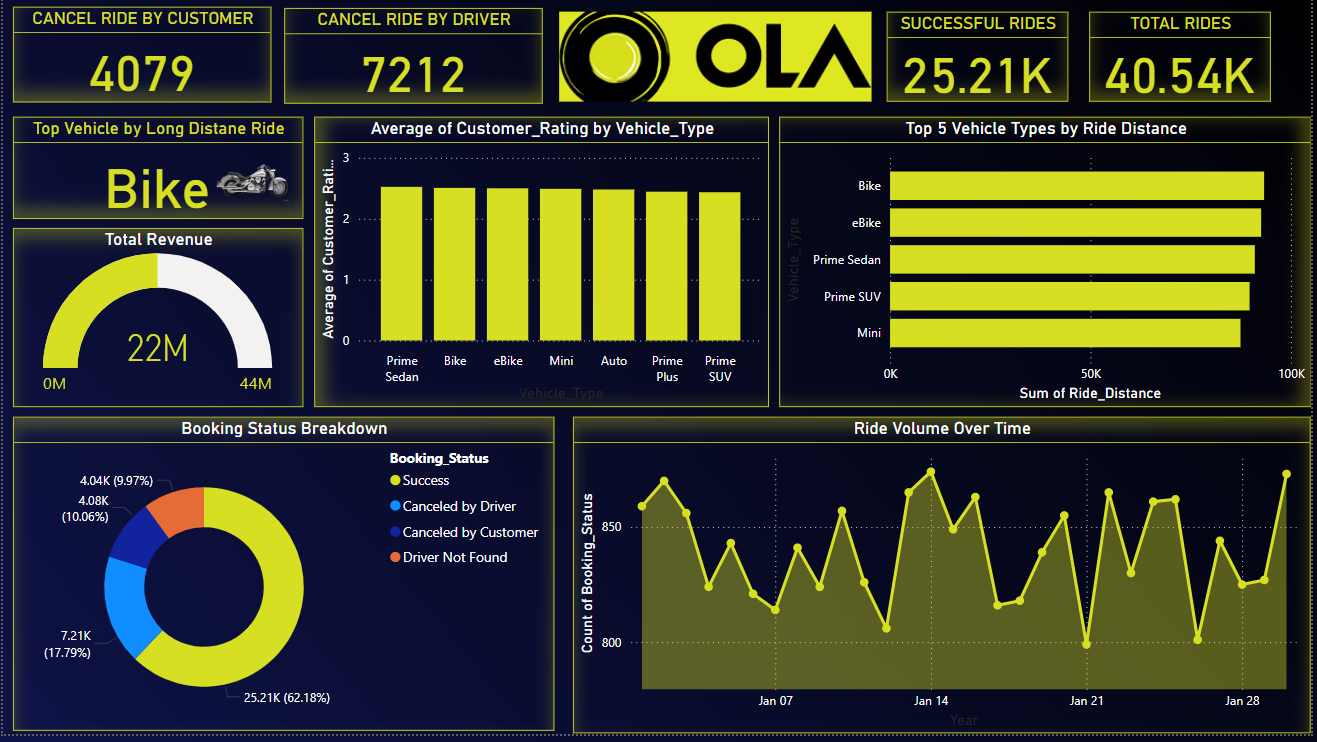 CANCEL RIDE BY CUSTOMER
4079
CANCEL RIDE BY DRIVER
7212
OLA
SUCCESSFUL RIDES
25.21K
TOTAL RIDES
40.54K
Top Vehicle by Long Distane Ride
Bike
Total Revenue
22M
0M
44M
Average of Customer_Rating by Vehicle_Type
Average of Customer_Rati...
3
2
1
0
Prime Sedan
Bike
eBike
Mini
Auto
Prime Plus
Prime SUV
Vehicle_Type
Top 5 Vehicle Types by Ride Distance
Vehicle_Type
Bike
eBike
Prime Sedan
Prime SUV
Mini
0K
50K
100K
Sum of Ride_Distance
Booking Status Breakdown
4.04K (9.97%)
4.08K
(10.06%)
7.21K
(17.79%)
25.21K (62.18%)
Booking_Status
Success
Canceled by Driver
Canceled by Customer
Driver Not Found
Ride Volume Over Time
Count of Booking_Status
850
800
Jan 07
Jan 14
Jan 21
Jan 28
Year